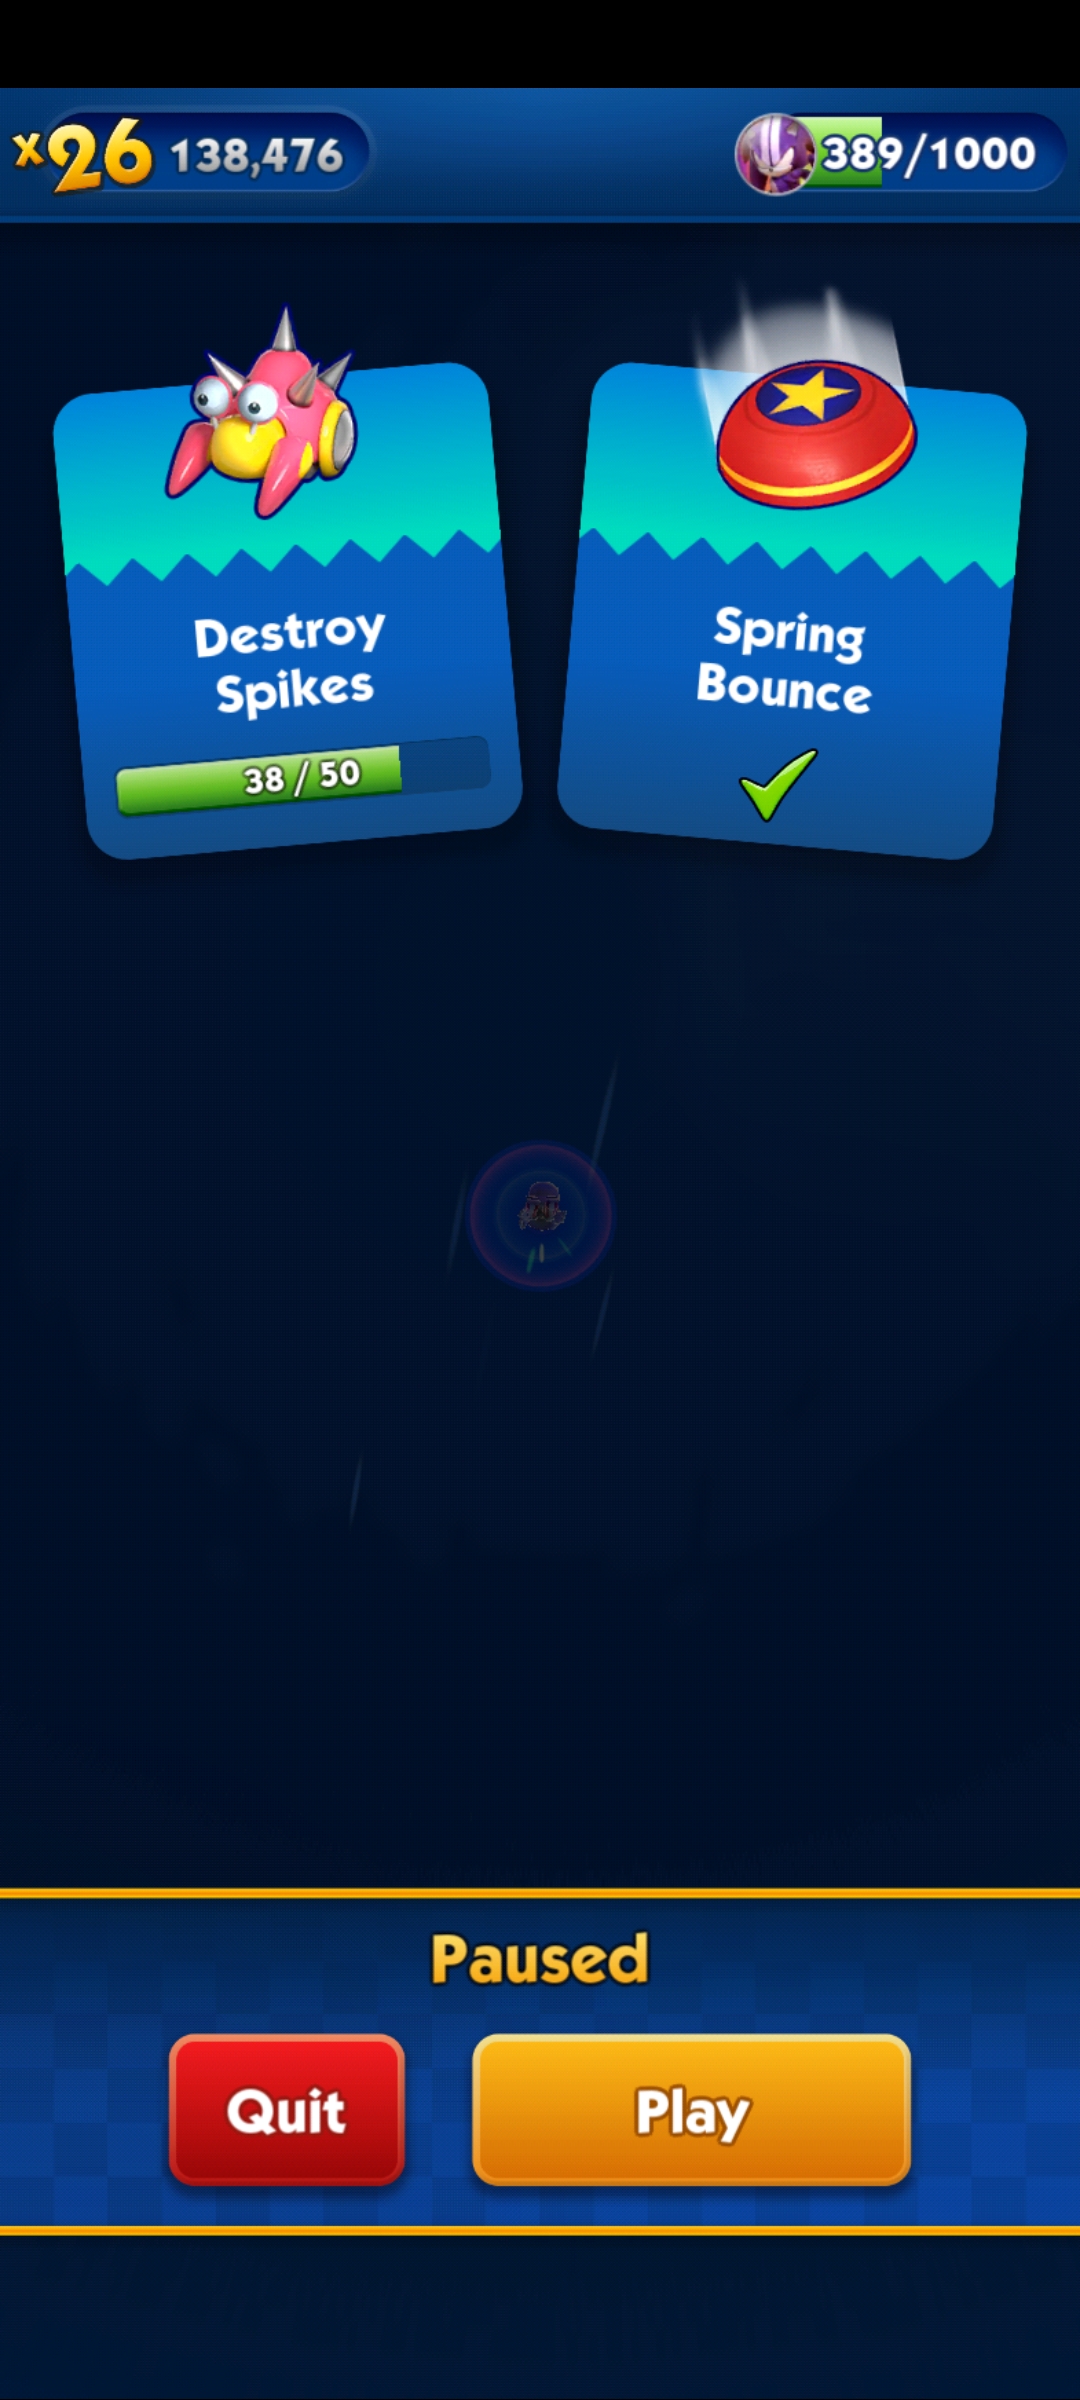 x26 138,476
389/1000
Destroy
Spikes
38 / 50
Spring
Bounce
Paused
Quit
Play